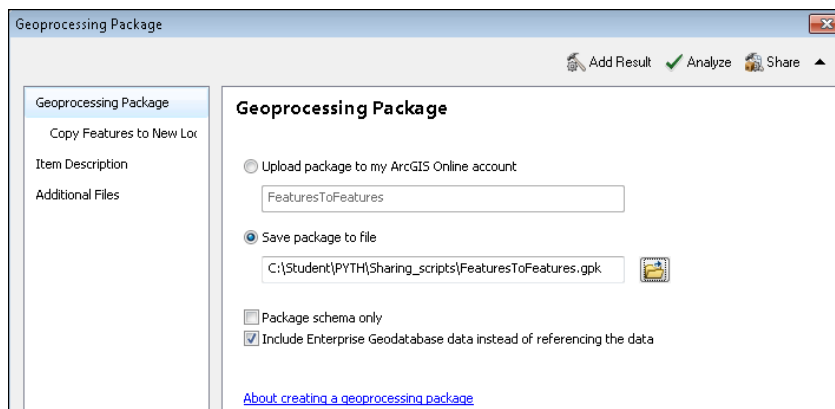 Geoprocessing Package
Add Result Analyze Share
Geoprocessing Package
Copy Features to New Loc
Item Description
Additional Files
Geoprocessing Package
Upload package to my ArcGIS Online account
FeaturesToFeatures
Save package to file
C:\Student\PYTH\Sharing_scripts\FeaturesToFeatures.gpk
Package schema only
Include Enterprise Geodatabase data instead of referencing the data
About creating a geoprocessing package